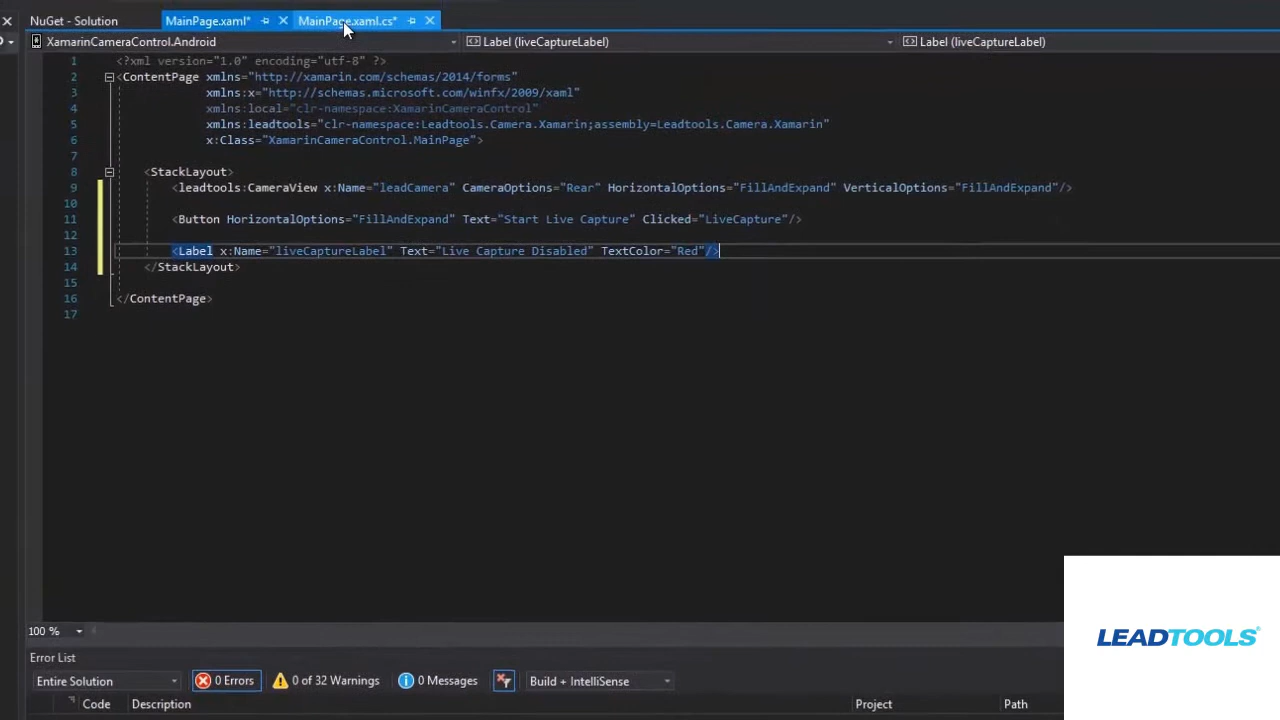 NuGet - Solution MainPage.xaml* MainPage.xaml.cs*
XamarinCameraControl.Android Label (liveCaptureLabel) Label (liveCaptureLabel)
1 <?xml version="1.0" encoding="utf-8" ?>
2 <ContentPage xmlns="http://xamarin.com/schemas/2014/forms"
3 xmlns:x="http://schemas.microsoft.com/winfx/2009/xaml"
4 xmlns:local="clr-namespace:XamarinCameraControl"
5 xmlns:leadtools="clr-namespace:Leadtools.Camera.Xamarin;assembly=Leadtools.Camera.Xamarin"
6 x:Class="XamarinCameraControl.MainPage">
7
8 <StackLayout>
9 <leadtools:CameraView x:Name="leadCamera" CameraOptions="Rear" HorizontalOptions="FillAndExpand" VerticalOptions="FillAndExpand"/>
10
11 <Button HorizontalOptions="FillAndExpand" Text="Start Live Capture" Clicked="LiveCapture"/>
12
13 <Label x:Name="liveCaptureLabel" Text="Live Capture Disabled" TextColor="Red"/>
14 </StackLayout>
15
16 </ContentPage>
17
100 %
LEADTOOLS®
Error List
Entire Solution 0 Errors 0 of 32 Warnings 0 Messages Build + IntelliSense
Code Description Project Path